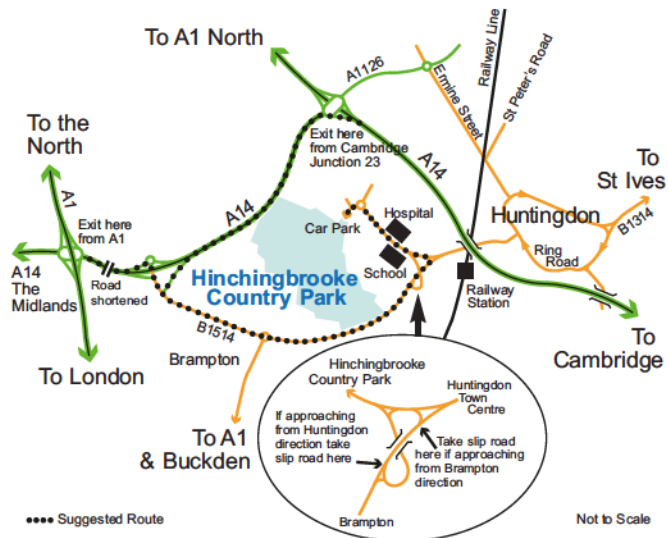 To A1 North
A1126
Ermine Street
Railway Line
St Peter's Road
To the
North
A1
Exit here
from Cambridge
Junction 23
A14
A14
To
St Ives
B1314
Huntingdon
Ring
Road
Exit here
from A1
Hospital
Car Park
School
A14
The
Midlands
Road
shortened
Hinchingbrooke
Country Park
Railway
Station
B1514
Brampton
To London
To
Cambridge
To A1
& Buckden
Hinchingbrooke
Country Park
Huntingdon
Town
Centre
If approaching
from Huntingdon
direction take
slip road here
Take slip road
here if approaching
from Brampton
direction
Brampton
Suggested Route
Not to Scale